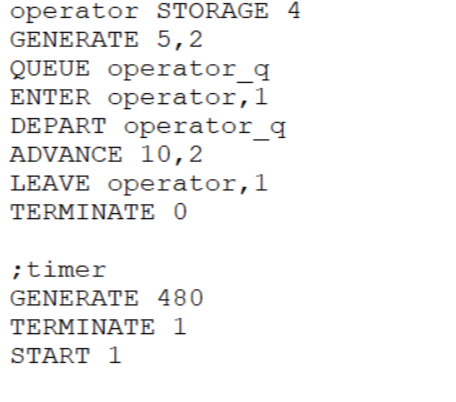 operator STORAGE 4
GENERATE 5,2
QUEUE operator_q
ENTER operator,1
DEPART operator_q
ADVANCE 10,2
LEAVE operator,1
TERMINATE 0
;timer
GENERATE 480
TERMINATE 1
START 1